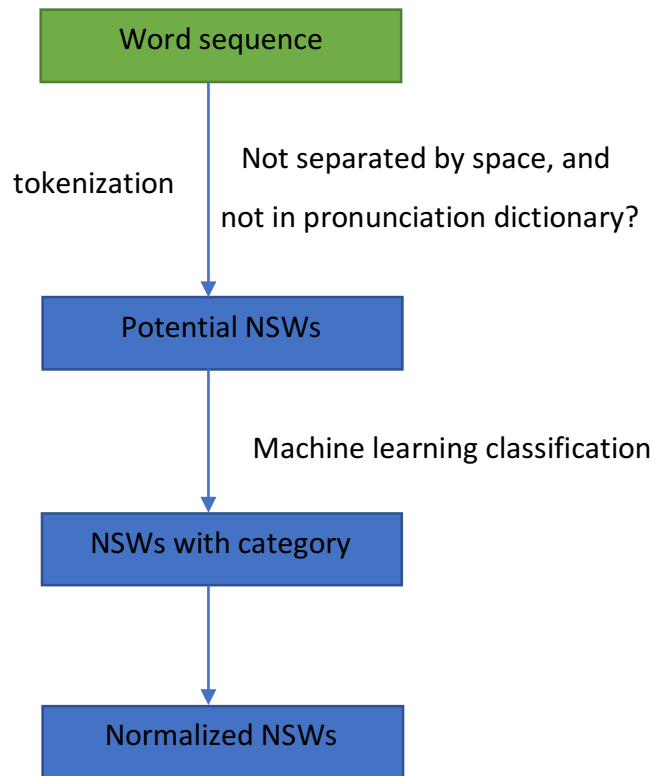 Word sequence
tokenization
Not separated by space, and
not in pronunciation dictionary?
Potential NSWs
Machine learning classification
NSWs with category
Normalized NSWs